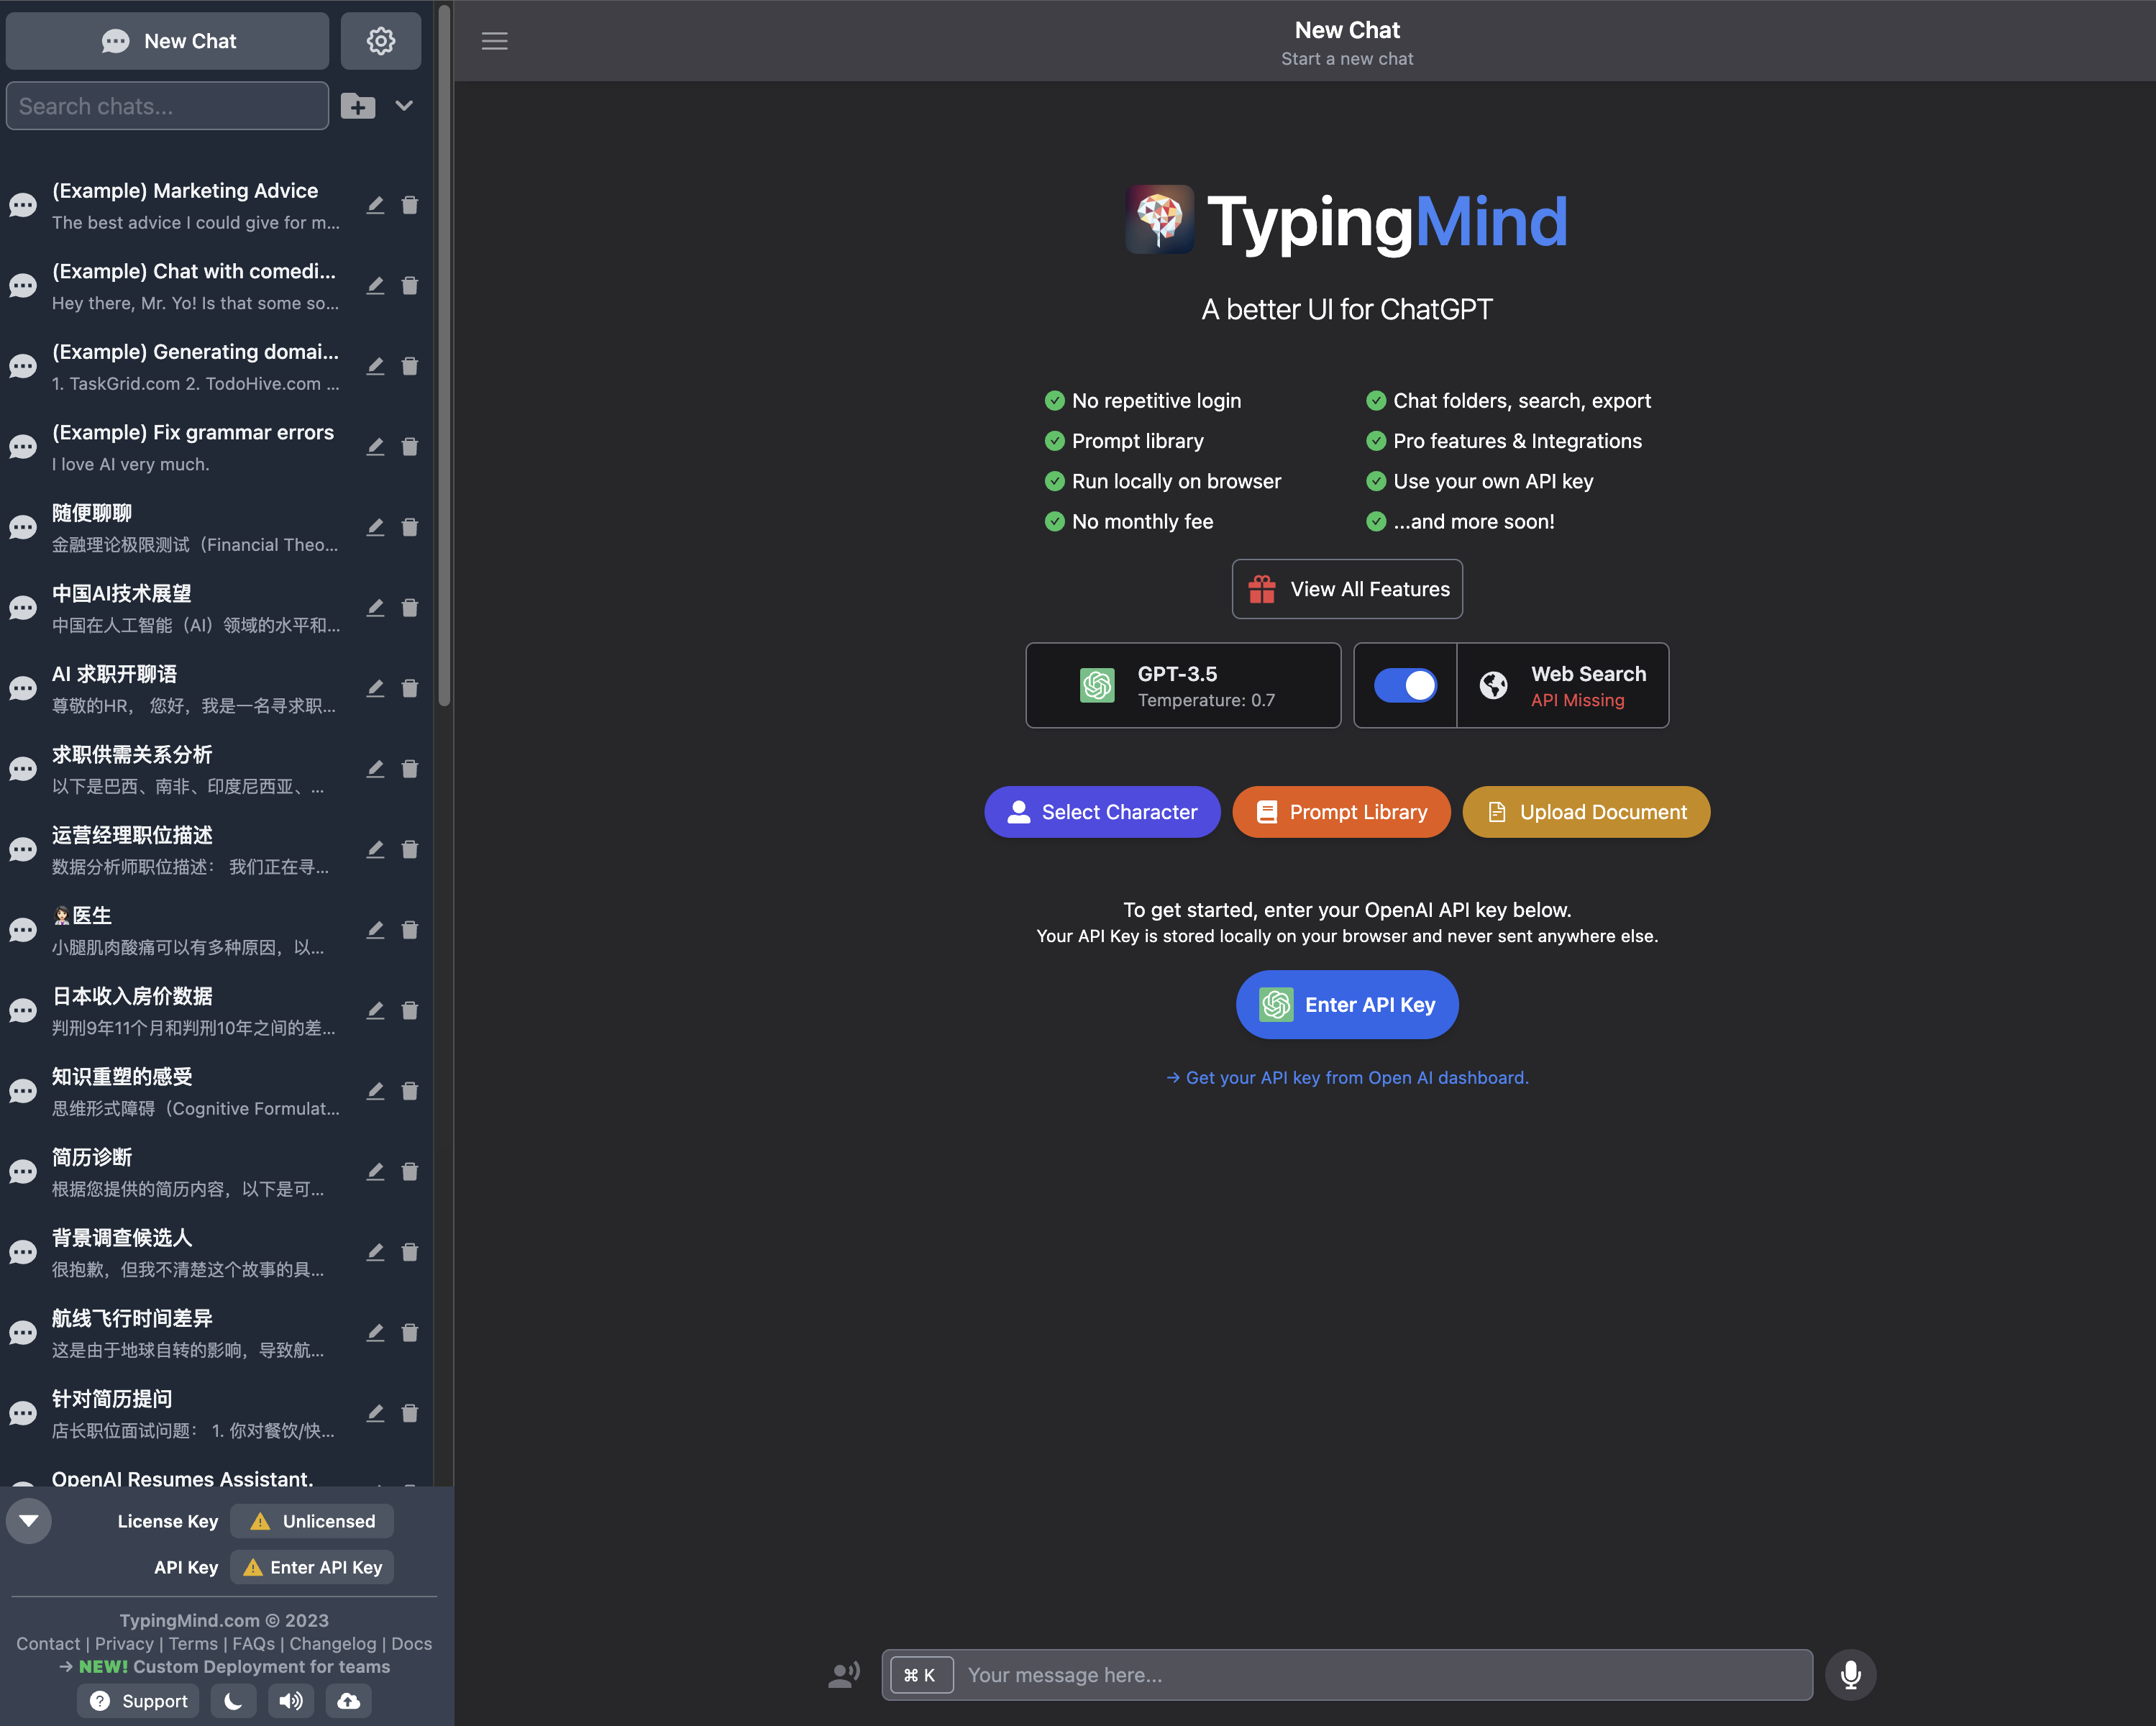 New Chat
Search chats...
(Example) Marketing Advice
The best advice I could give for m...
(Example) Chat with comedi...
Hey there, Mr. Yo! Is that some so...
(Example) Generating domai...
1. TaskGrid.com 2. TodoHive.com ...
(Example) Fix grammar errors
I love AI very much.
随便聊聊
金融理论极限测试（Financial Theo...
中国AI技术展望
中国在人工智能（AI）领域的水平和...
AI 求职开聊语
尊敬的HR， 您好，我是一名寻求职...
求职供需关系分析
以下是巴西、南非、印度尼西亚、...
运营经理职位描述
数据分析师职位描述： 我们正在寻...
👩🏻‍⚕️医生
小腿肌肉酸痛可以有多种原因，以...
日本收入房价数据
判刑9年11个月和判刑10年之间的差...
知识重塑的感受
思维形式障碍（Cognitive Formulat...
简历诊断
根据您提供的简历内容，以下是可...
背景调查候选人
很抱歉，但我不清楚这个故事的具...
航线飞行时间差异
这是由于地球自转的影响，导致航...
针对简历提问
店长职位面试问题： 1. 你对餐饮/快...
OpenAI Resumes Assistant.
License Key
Unlicensed
API Key
Enter API Key
TypingMind.com © 2023
Contact | Privacy | Terms | FAQs | Changelog | Docs
→ NEW! Custom Deployment for teams
Support
New Chat
Start a new chat
TypingMind
A better UI for ChatGPT
No repetitive login
Chat folders, search, export
Prompt library
Pro features & Integrations
Run locally on browser
Use your own API key
No monthly fee
...and more soon!
View All Features
GPT-3.5
Temperature: 0.7
Web Search
API Missing
Select Character
Prompt Library
Upload Document
To get started, enter your OpenAI API key below.
Your API Key is stored locally on your browser and never sent anywhere else.
Enter API Key
→ Get your API key from Open AI dashboard.
⌘ K
Your message here...